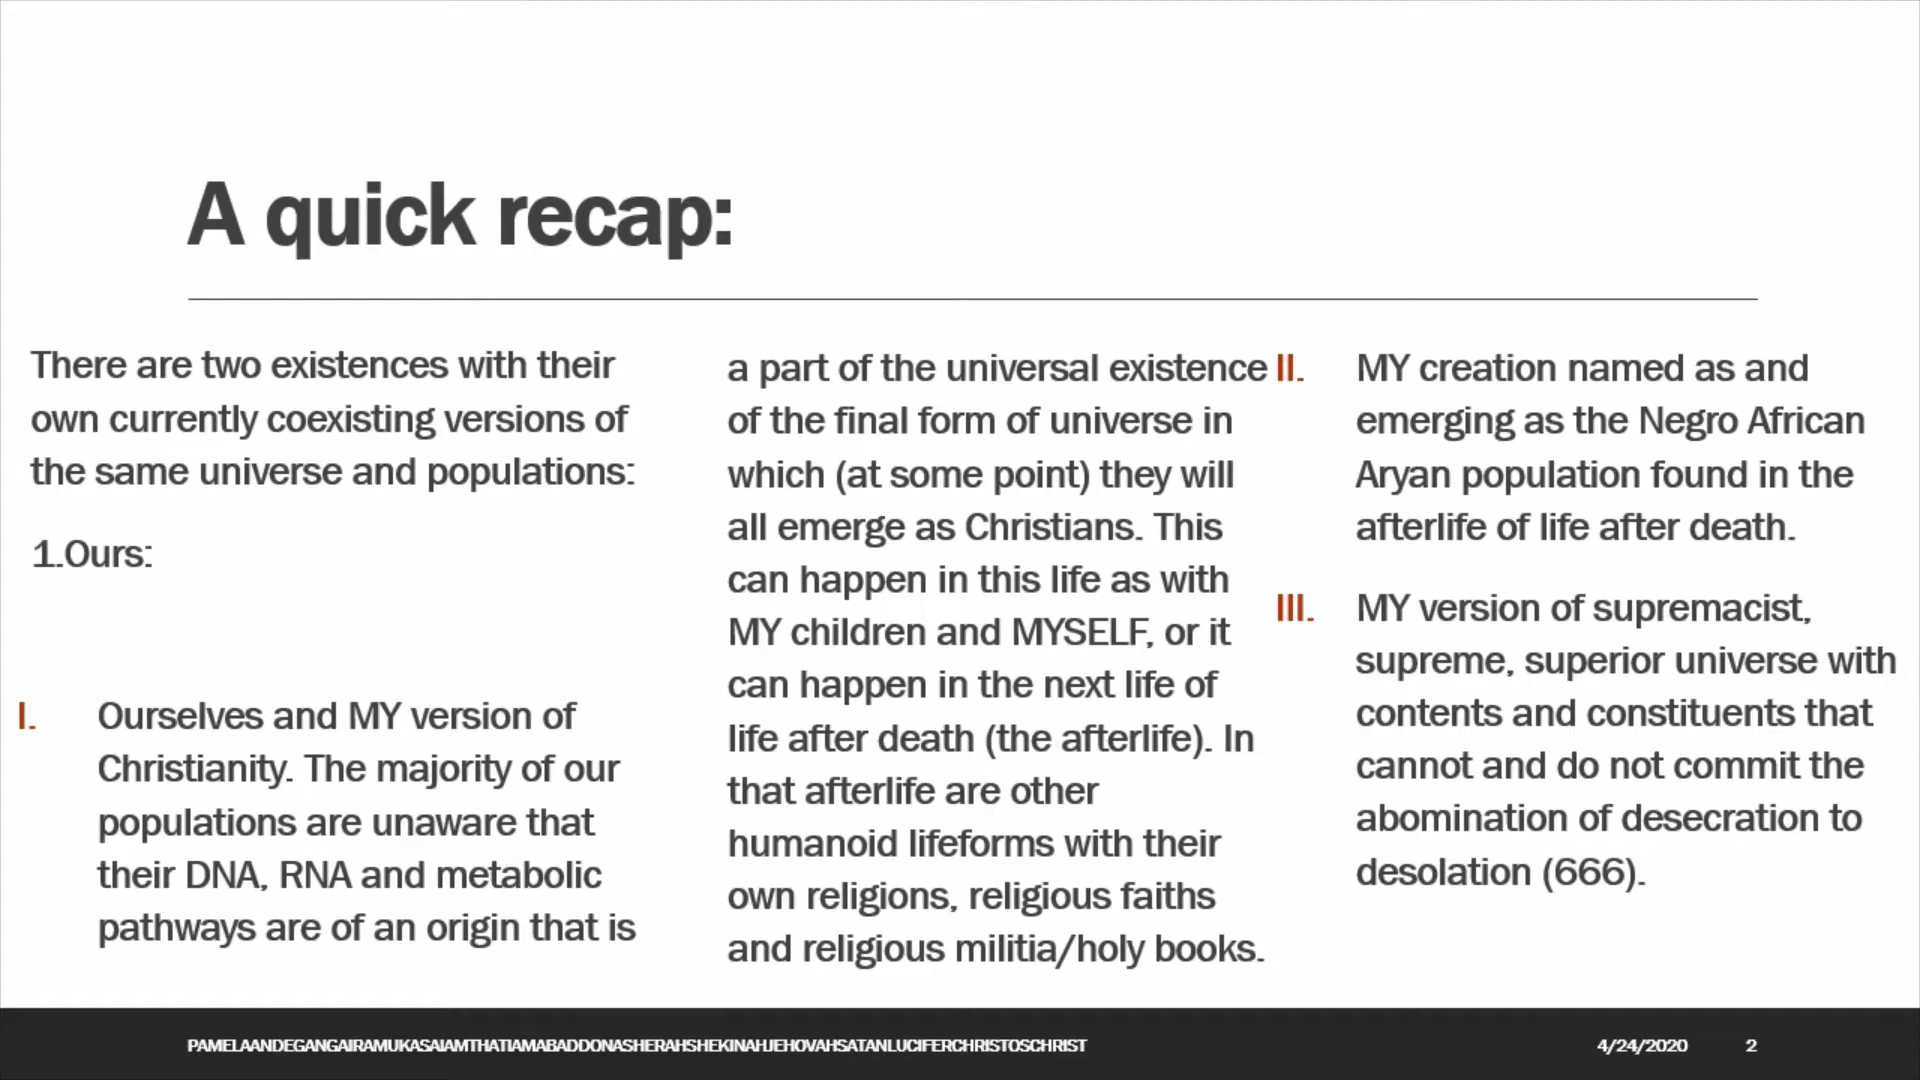 A quick recap:
There are two existences with their
own currently coexisting versions of
the same universe and populations:
1.Ours:
I. Ourselves and MY version of
Christianity. The majority of our
populations are unaware that
their DNA, RNA and metabolic
pathways are of an origin that is
a part of the universal existence
of the final form of universe in
which (at some point) they will
all emerge as Christians. This
can happen in this life as with
MY children and MYSELF, or it
can happen in the next life of
life after death (the afterlife). In
that afterlife are other
humanoid lifeforms with their
own religions, religious faiths
and religious militia/holy books.
II. MY creation named as and
emerging as the Negro African
Aryan population found in the
afterlife of life after death.
III. MY version of supremacist,
supreme, superior universe with
contents and constituents that
cannot and do not commit the
abomination of desecration to
desolation (666).
PAMELAANDEGANGAIRAMUKASAIAMTHATIAMABADDONASHERAHSHEKINAHJEHOVAHSATANLUCIFERCHRISTOSCHRIST
4/24/2020
2